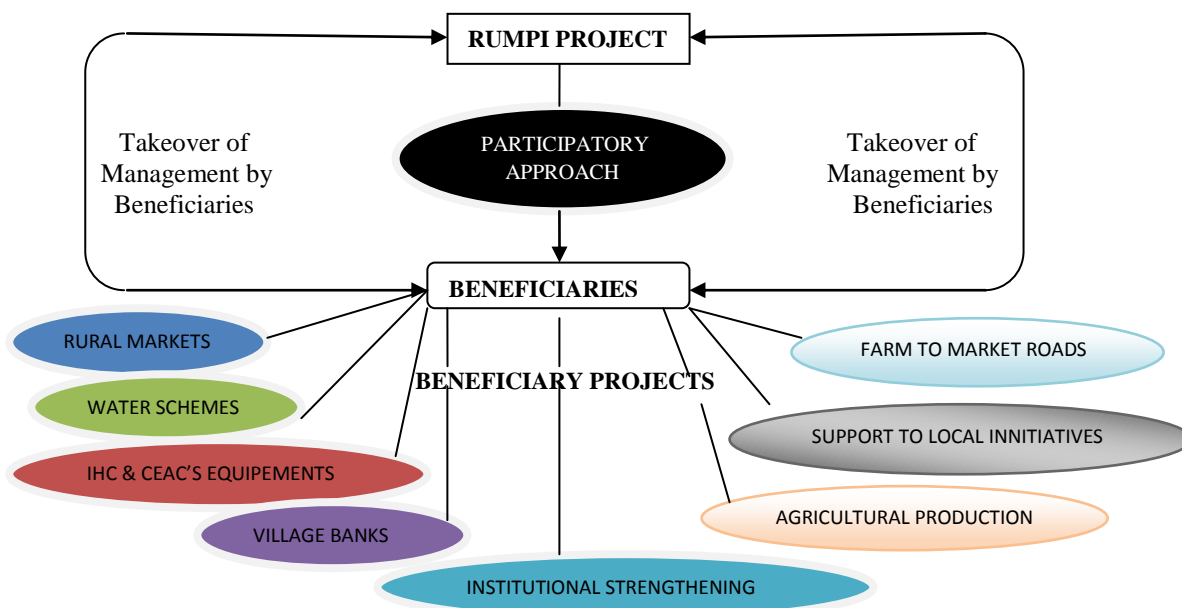 RUMPI PROJECT
PARTICIPATORY
APPROACH
Takeover of
Management by
Beneficiaries
Takeover of
Management by
Beneficiaries
BENEFICIARIES
RURAL MARKETS
FARM TO MARKET ROADS
BENEFICIARY PROJECTS
WATER SCHEMES
SUPPORT TO LOCAL INNITIATIVES
IHC & CEAC’S EQUIPEMENTS
AGRICULTURAL PRODUCTION
VILLAGE BANKS
INSTITUTIONAL STRENGTHENING